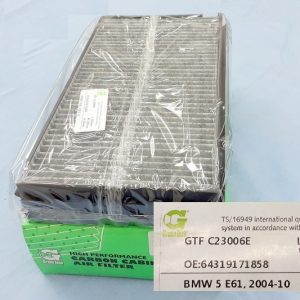 HIGH PERFORMANCE
CARBON CABIN
AIR FILTER
G
TS/16949 international qu
system in accordance with
GTF C23006E
OE:64319171858
BMW 5 E61, 2004-10